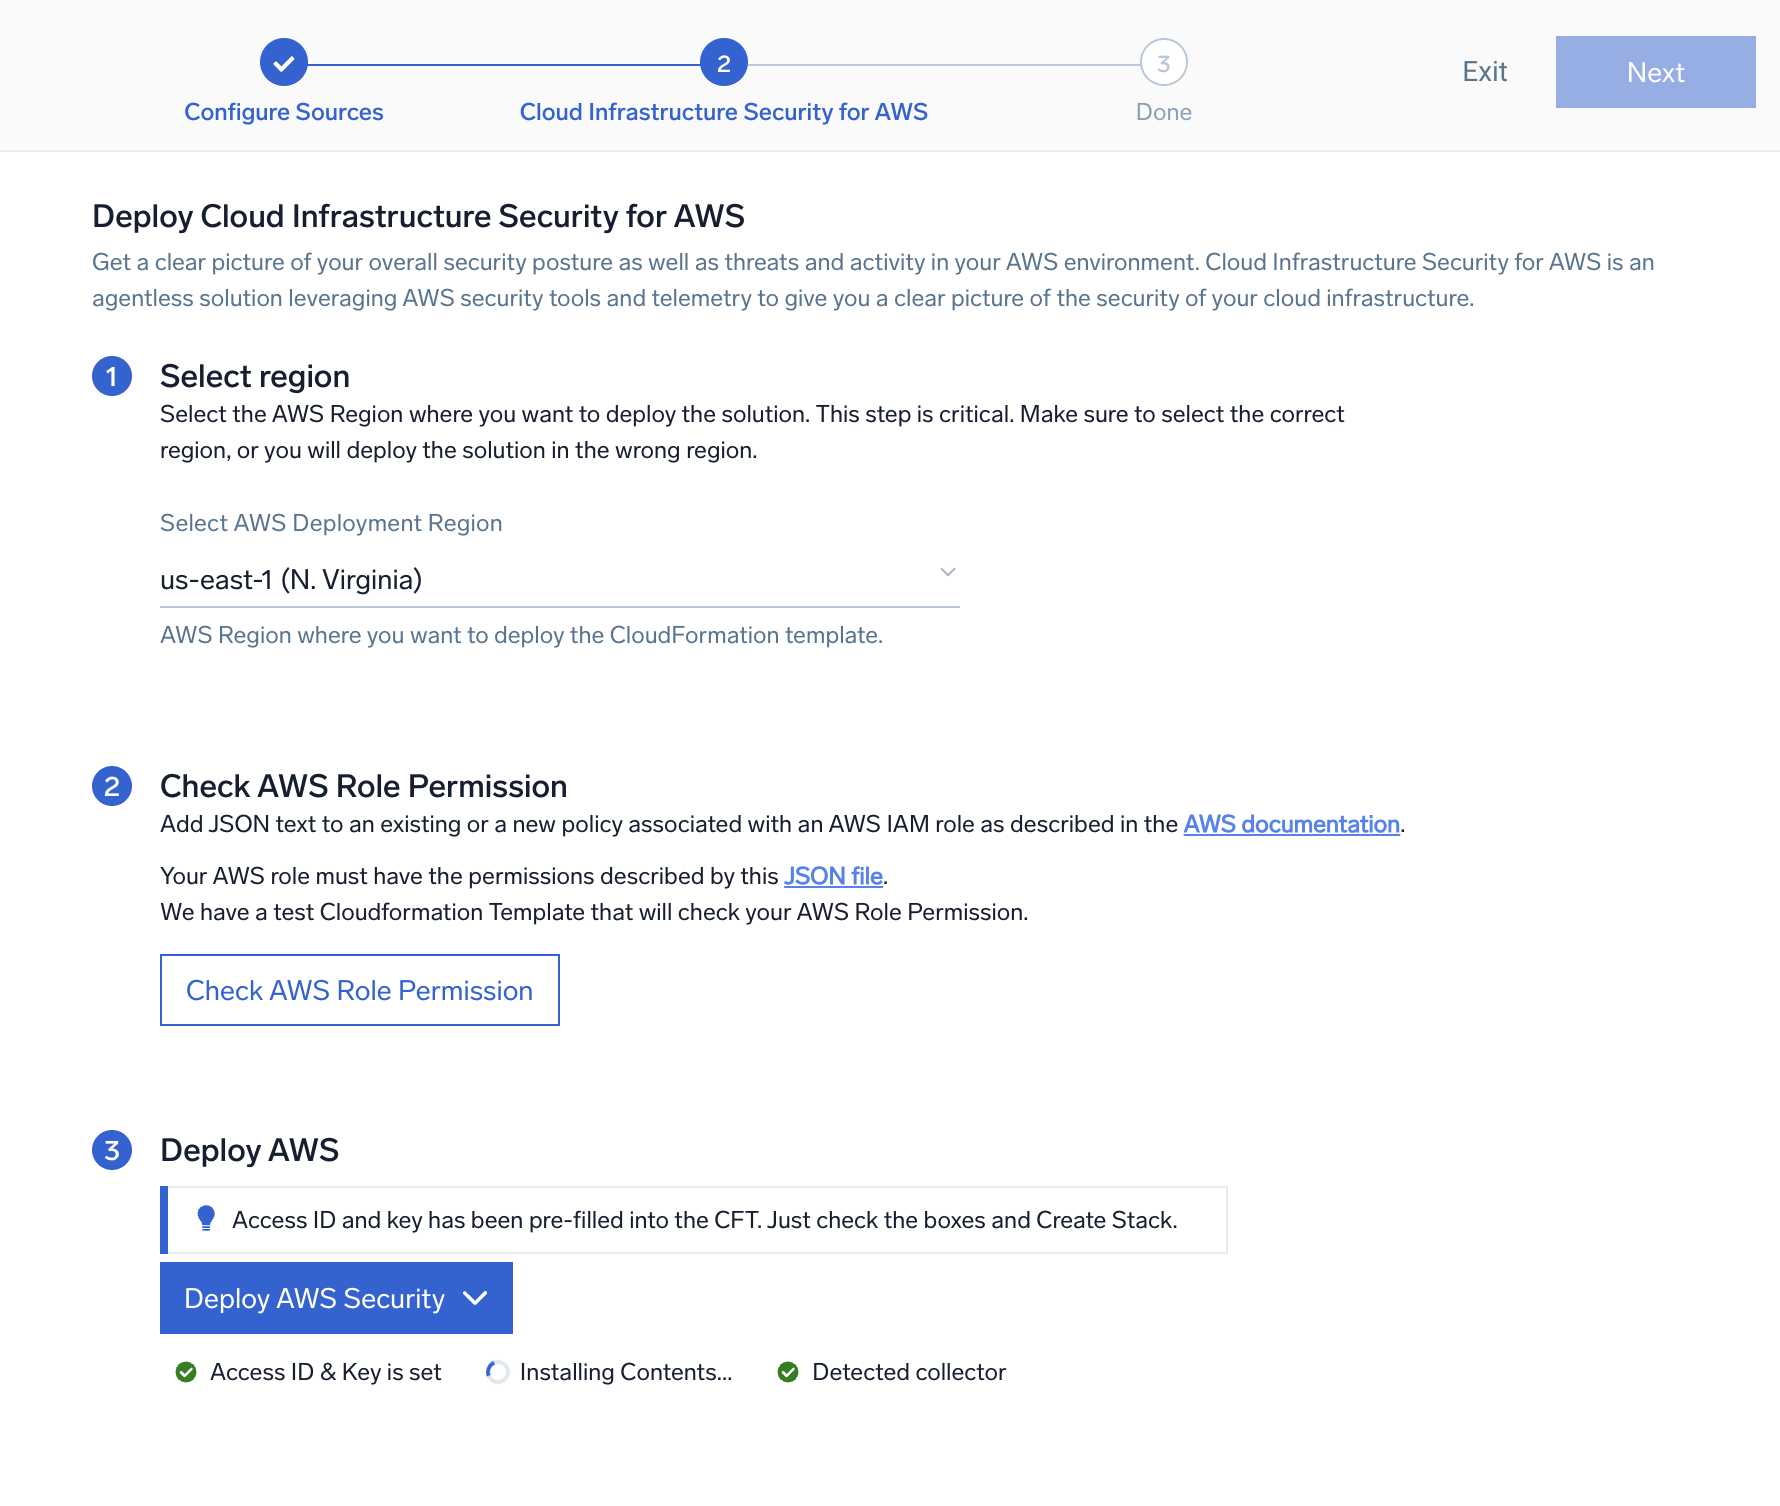 2
3
Configure Sources
Cloud Infrastructure Security for AWS
Done
Exit
Next
Deploy Cloud Infrastructure Security for AWS
Get a clear picture of your overall security posture as well as threats and activity in your AWS environment. Cloud Infrastructure Security for AWS is an
agentless solution leveraging AWS security tools and telemetry to give you a clear picture of the security of your cloud infrastructure.
1 Select region
Select the AWS Region where you want to deploy the solution. This step is critical. Make sure to select the correct
region, or you will deploy the solution in the wrong region.
Select AWS Deployment Region
us-east-1 (N. Virginia)
AWS Region where you want to deploy the CloudFormation template.
2 Check AWS Role Permission
Add JSON text to an existing or a new policy associated with an AWS IAM role as described in the AWS documentation.
Your AWS role must have the permissions described by this JSON file.
We have a test Cloudformation Template that will check your AWS Role Permission.
Check AWS Role Permission
3 Deploy AWS
Access ID and key has been pre-filled into the CFT. Just check the boxes and Create Stack.
Deploy AWS Security
Access ID & Key is set
Installing Contents...
Detected collector